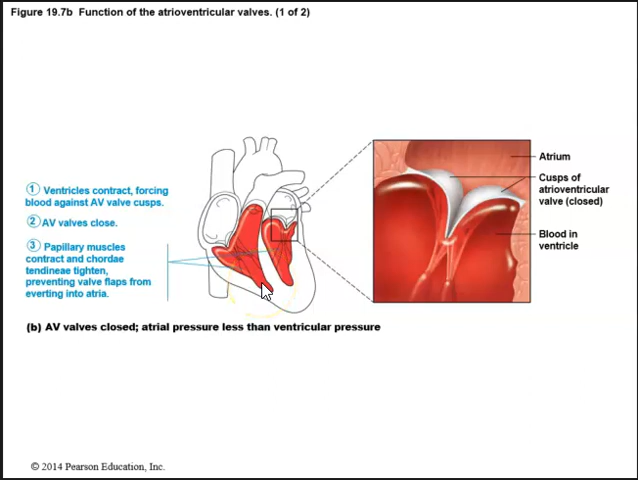 Figure 19.7b Function of the atrioventricular valves. (1 of 2)
1 Ventricles contract, forcing
blood against AV valve cusps.
2 AV valves close.
3 Papillary muscles
contract and chordae
tendineae tighten,
preventing valve flaps from
everting into atria.
Atrium
Cusps of
atrioventricular
valve (closed)
Blood in
ventricle
(b) AV valves closed; atrial pressure less than ventricular pressure
© 2014 Pearson Education, Inc.